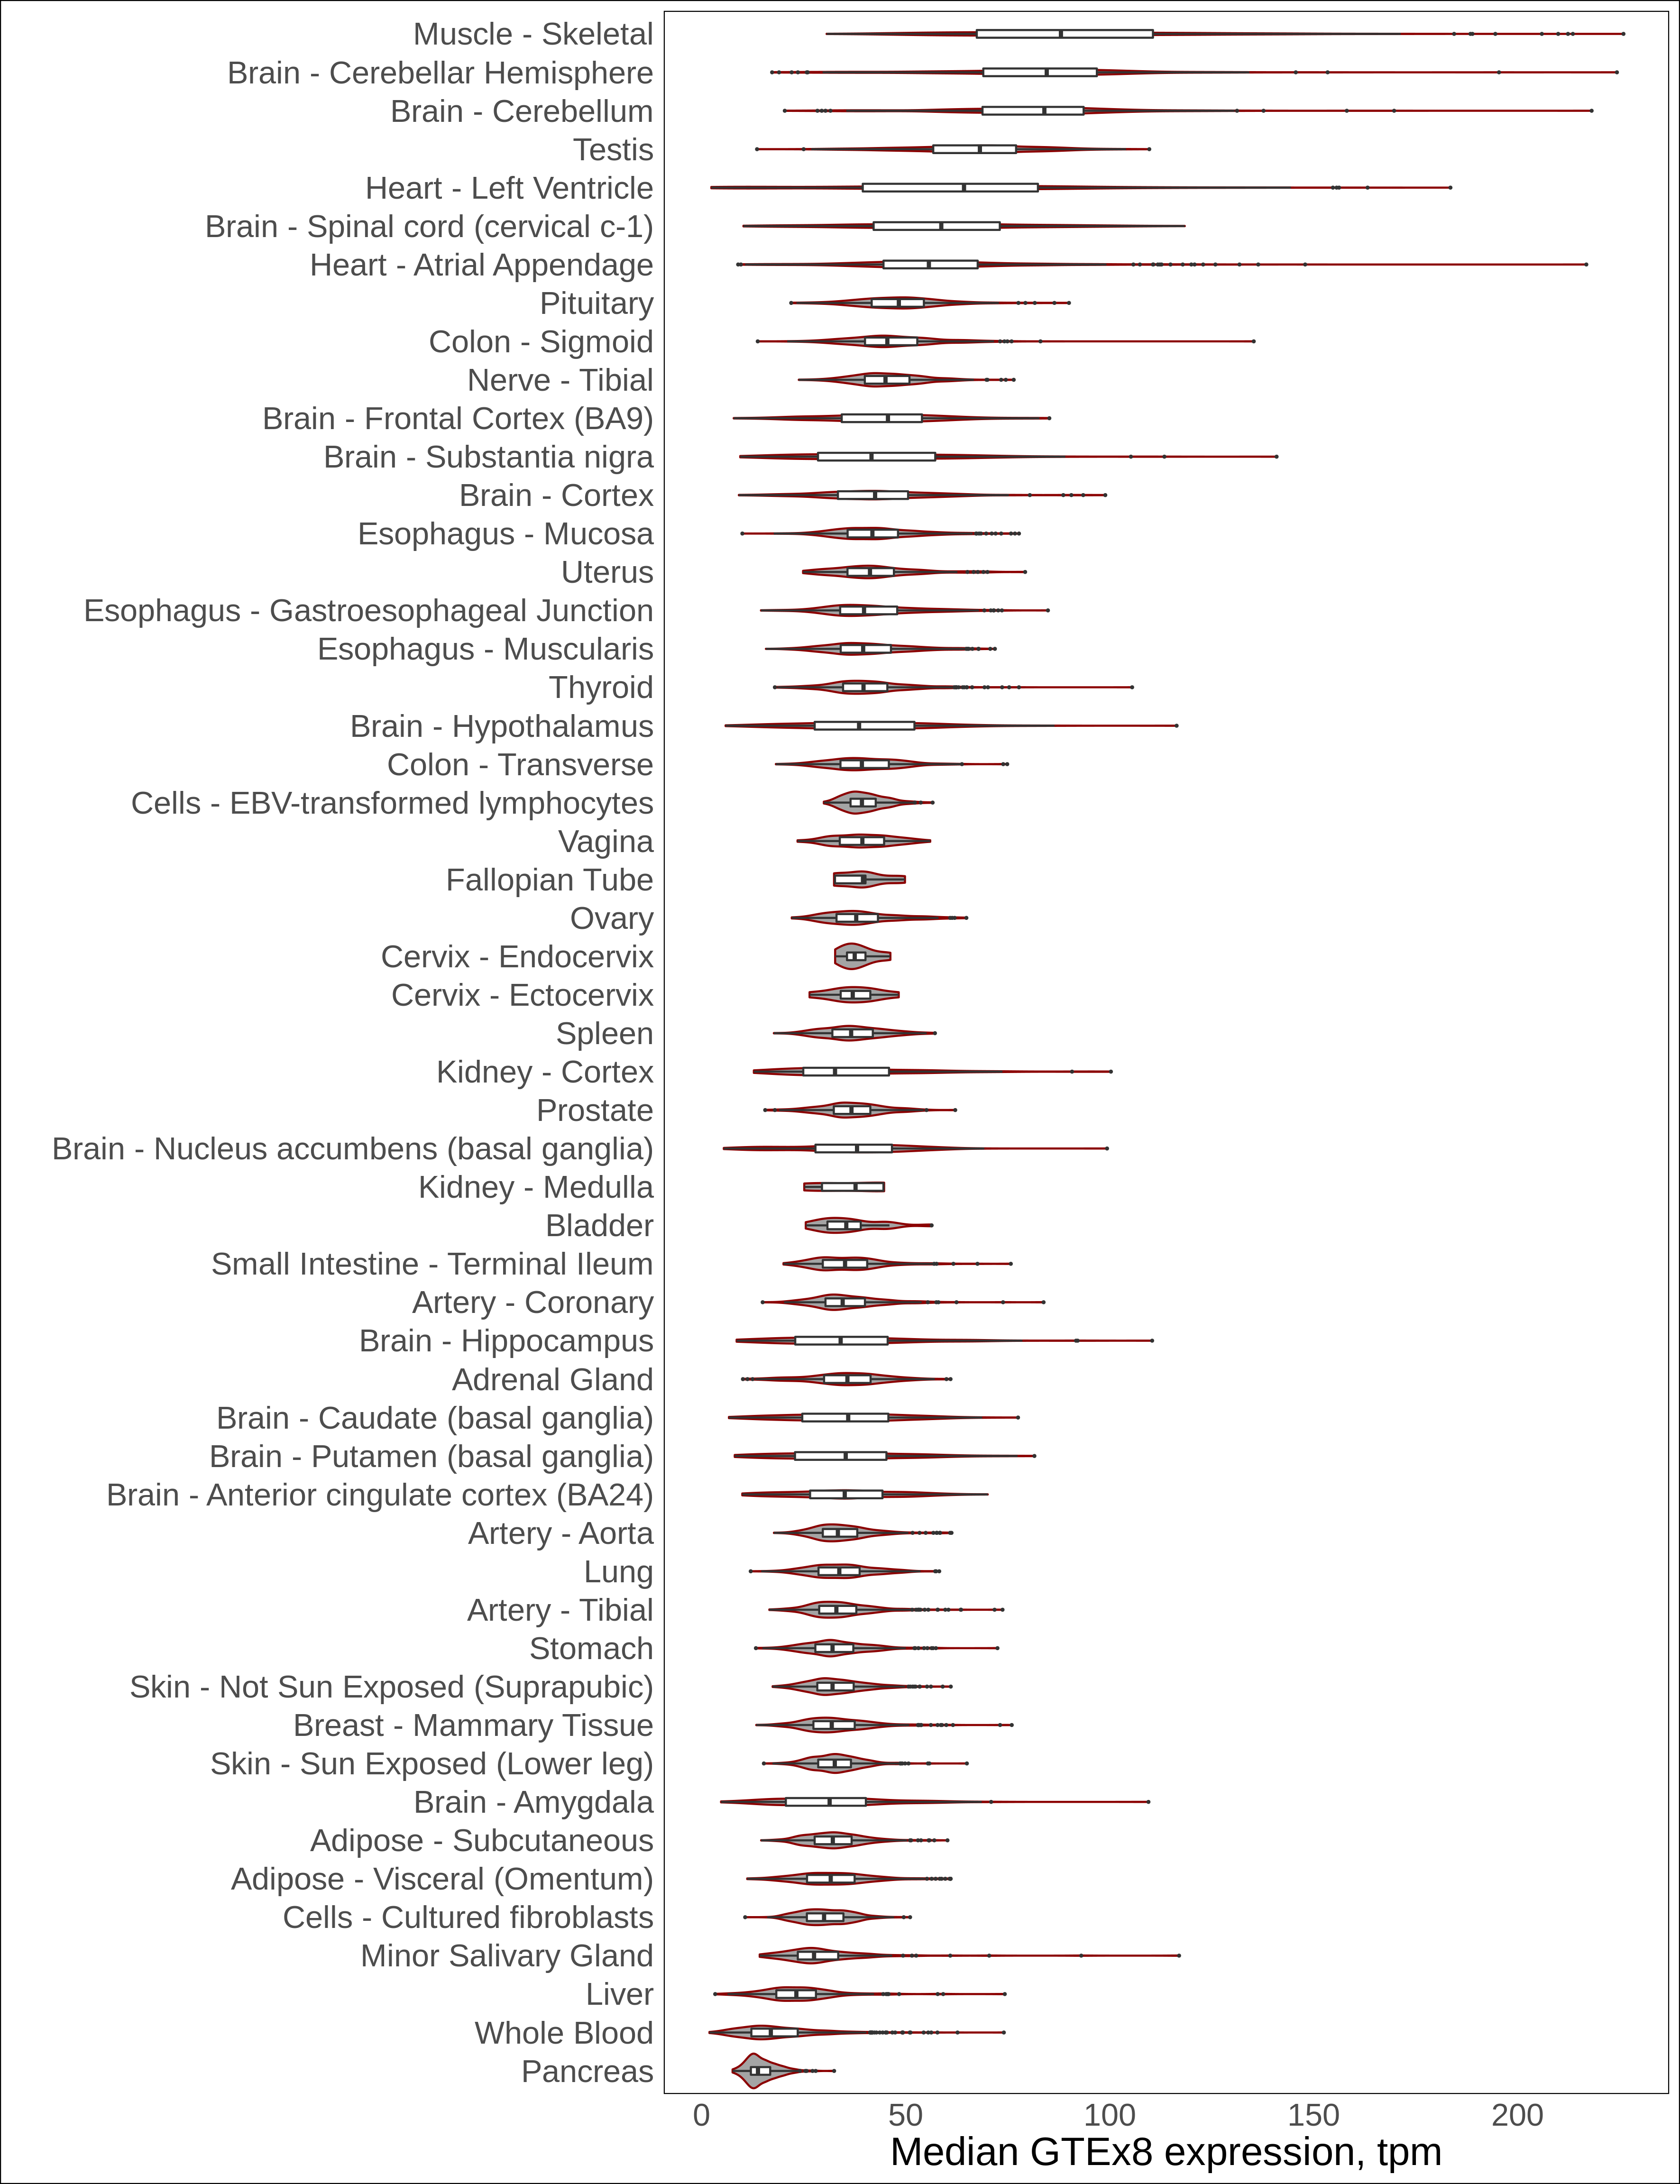 Muscle - Skeletal
Brain - Cerebellar Hemisphere
Brain - Cerebellum
Testis
Heart - Left Ventricle
Brain - Spinal cord (cervical c-1)
Heart - Atrial Appendage
Pituitary
Colon - Sigmoid
Nerve - Tibial
Brain - Frontal Cortex (BA9)
Brain - Substantia nigra
Brain - Cortex
Esophagus - Mucosa
Uterus
Esophagus - Gastroesophageal Junction
Esophagus - Muscularis
Thyroid
Brain - Hypothalamus
Colon - Transverse
Cells - EBV-transformed lymphocytes
Vagina
Fallopian Tube
Ovary
Cervix - Endocervix
Cervix - Ectocervix
Spleen
Kidney - Cortex
Prostate
Brain - Nucleus accumbens (basal ganglia)
Kidney - Medulla
Bladder
Small Intestine - Terminal Ileum
Artery - Coronary
Brain - Hippocampus
Adrenal Gland
Brain - Caudate (basal ganglia)
Brain - Putamen (basal ganglia)
Brain - Anterior cingulate cortex (BA24)
Artery - Aorta
Lung
Artery - Tibial
Stomach
Skin - Not Sun Exposed (Suprapubic)
Breast - Mammary Tissue
Skin - Sun Exposed (Lower leg)
Brain - Amygdala
Adipose - Subcutaneous
Adipose - Visceral (Omentum)
Cells - Cultured fibroblasts
Minor Salivary Gland
Liver
Whole Blood
Pancreas
0 50 100 150 200
Median GTEx8 expression, tpm